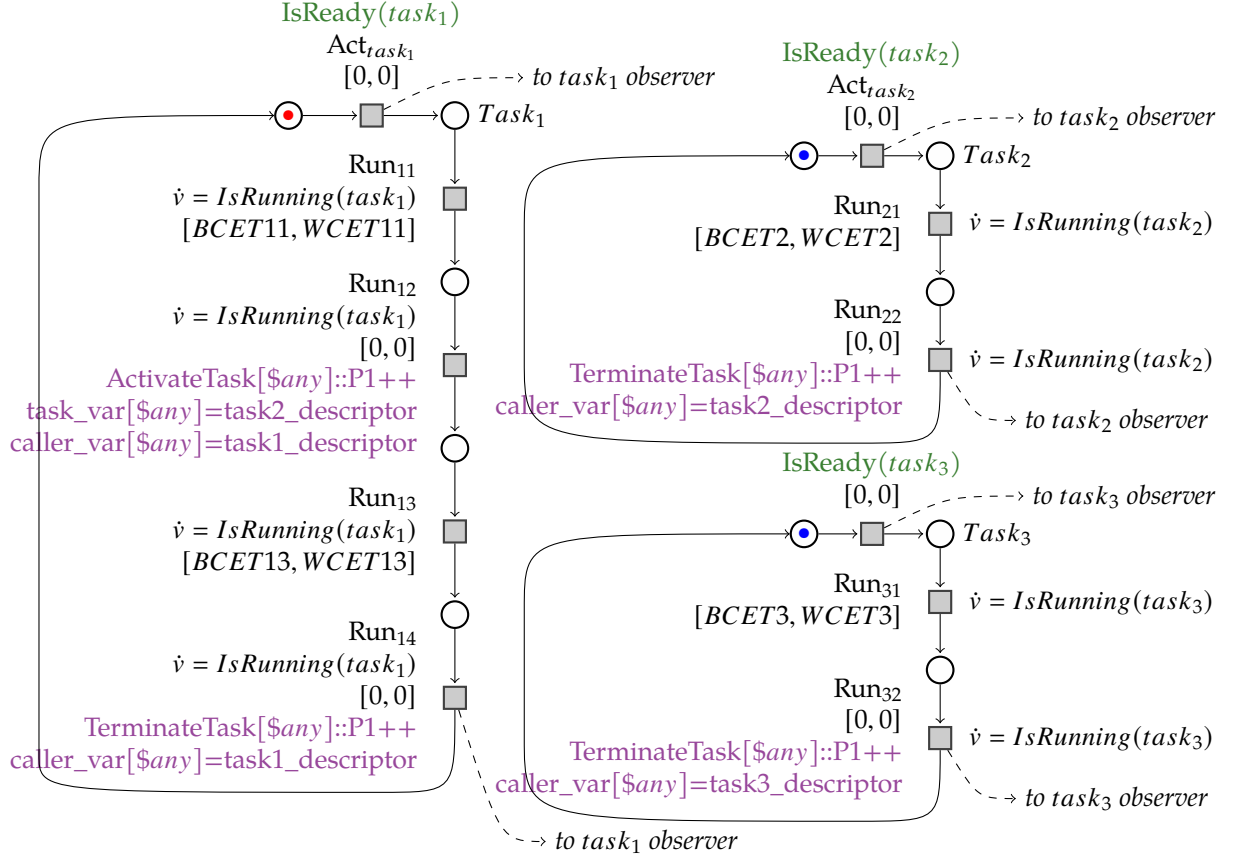 IsReady(task₁)
Act_task₁
[0, 0]
to task₁ observer
Task₁
Run₁₁
v̇ = IsRunning(task₁)
[BCET11, WCET11]
Run₁₂
v̇ = IsRunning(task₁)
[0, 0]
ActivateTask[$any]::P1++
task_var[$any]=task2_descriptor
caller_var[$any]=task1_descriptor
Run₁₃
v̇ = IsRunning(task₁)
[BCET13, WCET13]
Run₁₄
v̇ = IsRunning(task₁)
[0, 0]
TerminateTask[$any]::P1++
caller_var[$any]=task1_descriptor
to task₁ observer
IsReady(task₂)
Act_task₂
[0, 0]
to task₂ observer
Task₂
Run₂₁
[BCET2, WCET2]
v̇ = IsRunning(task₂)
Run₂₂
[0, 0]
v̇ = IsRunning(task₂)
TerminateTask[$any]::P1++
caller_var[$any]=task2_descriptor
to task₂ observer
IsReady(task₃)
[0, 0]
to task₃ observer
Task₃
Run₃₁
[BCET3, WCET3]
v̇ = IsRunning(task₃)
Run₃₂
[0, 0]
v̇ = IsRunning(task₃)
TerminateTask[$any]::P1++
caller_var[$any]=task3_descriptor
to task₃ observer